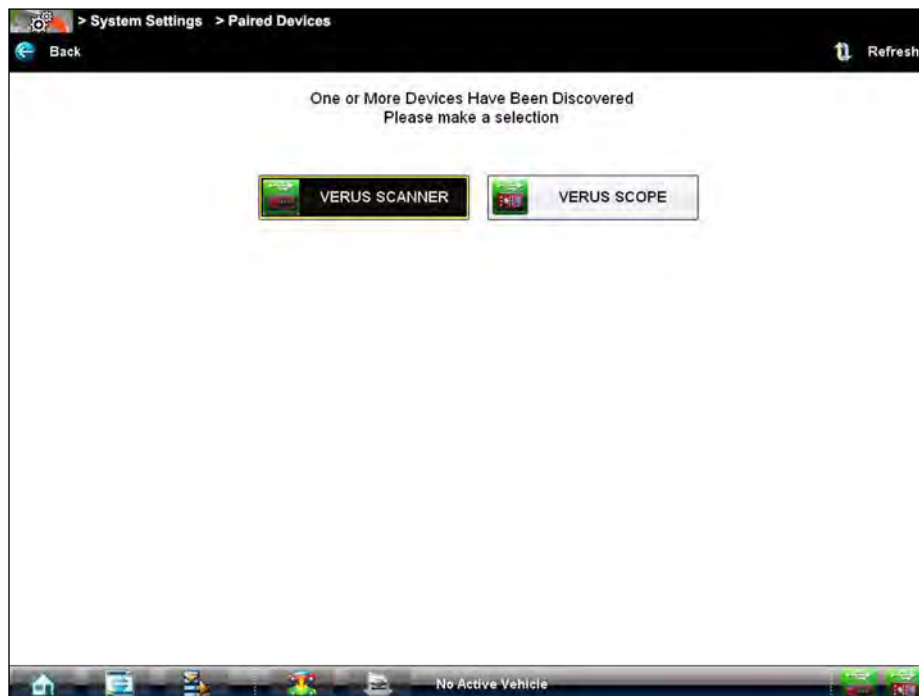 > System Settings > Paired Devices
Back
Refresh
One or More Devices Have Been Discovered
Please make a selection
VERUS SCANNER
VERUS SCOPE
No Active Vehicle